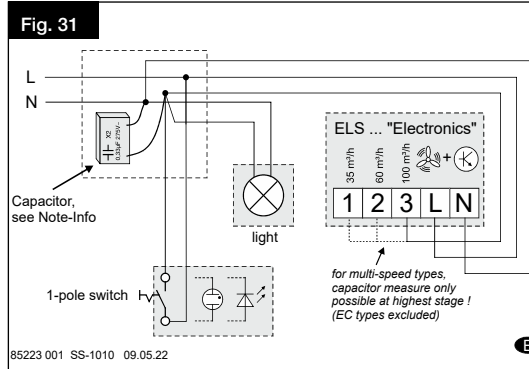 Fig. 31
L
N
X2
0.33µF 275V~
Capacitor,
see Note-Info
light
ELS ... "Electronics"
35 m³/h
60 m³/h
100 m³/h
+
1 2 3 L N
for multi-speed types,
capacitor measure only
possible at highest stage !
(EC types excluded)
1-pole switch
85223 001 SS-1010 09.05.22